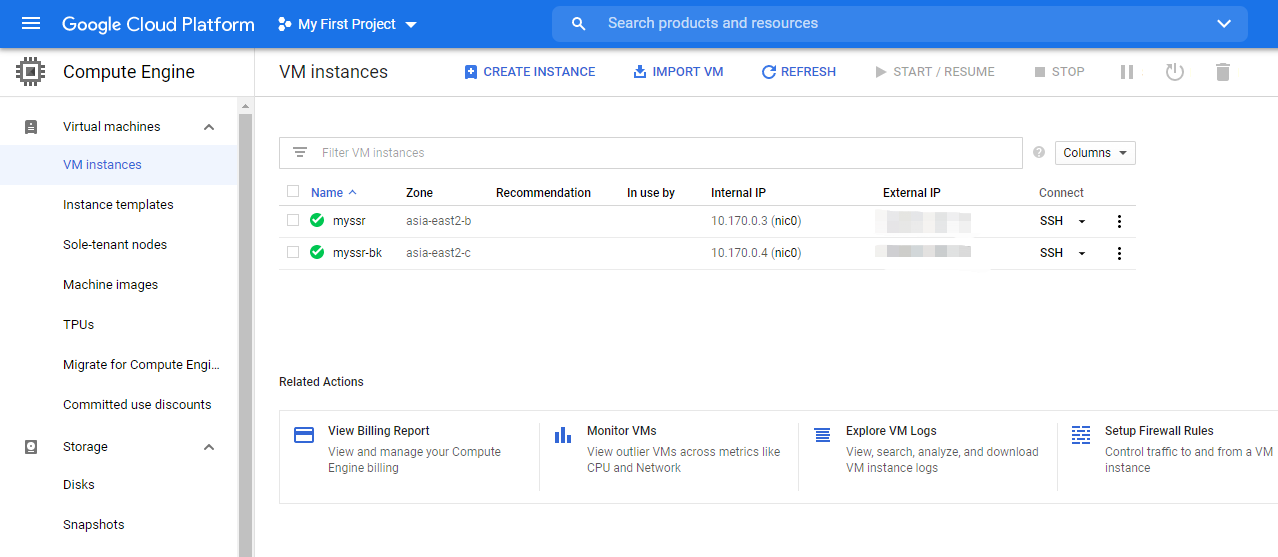 Google Cloud Platform
My First Project
Search products and resources
Compute Engine
VM instances
CREATE INSTANCE
IMPORT VM
REFRESH
START / RESUME
STOP
Virtual machines
VM instances
Instance templates
Sole-tenant nodes
Machine images
TPUs
Migrate for Compute Engi...
Committed use discounts
Storage
Disks
Snapshots
Filter VM instances
Columns
Name Zone Recommendation In use by Internal IP External IP Connect
myssr asia-east2-b 10.170.0.3 (nic0) SSH
myssr-bk asia-east2-c 10.170.0.4 (nic0) SSH
Related Actions
View Billing Report
View and manage your Compute
Engine billing
Monitor VMs
View outlier VMs across metrics like
CPU and Network
Explore VM Logs
View, search, analyze, and download
VM instance logs
Setup Firewall Rules
Control traffic to and from a VM
instance